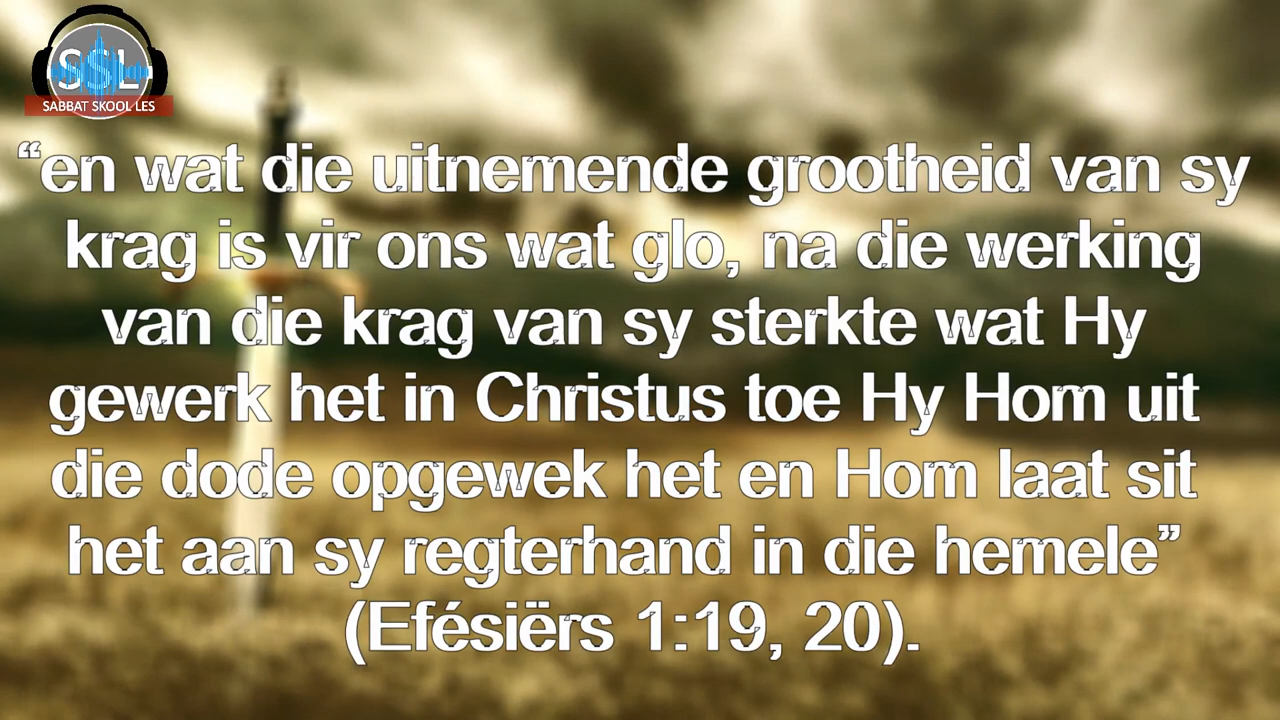 SSL
SABBAT SKOOL LES
“en wat die uitnemende grootheid van sy
krag is vir ons wat glo, na die werking
van die krag van sy sterkte wat Hy
gewerk het in Christus toe Hy Hom uit
die dode opgewek het en Hom laat sit
het aan sy regterhand in die hemele”
(Efésiërs 1:19, 20).